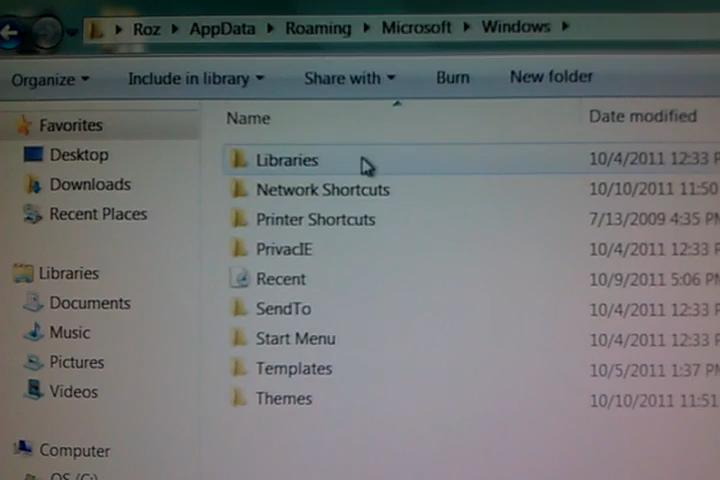 Roz AppData Roaming Microsoft Windows
Organize Include in library Share with Burn New folder
Name Date modified
Favorites
Desktop
Downloads
Recent Places
Libraries
Documents
Music
Pictures
Videos
Computer
OS (C:)
Libraries 10/4/2011 12:33 P
Network Shortcuts 10/10/2011 11:50
Printer Shortcuts 7/13/2009 4:35 PM
PrivacIE 10/4/2011 12:33 P
Recent 10/9/2011 5:06 PM
SendTo 10/4/2011 12:33 P
Start Menu 10/4/2011 12:33 P
Templates 10/5/2011 1:37 PM
Themes 10/10/2011 11:51